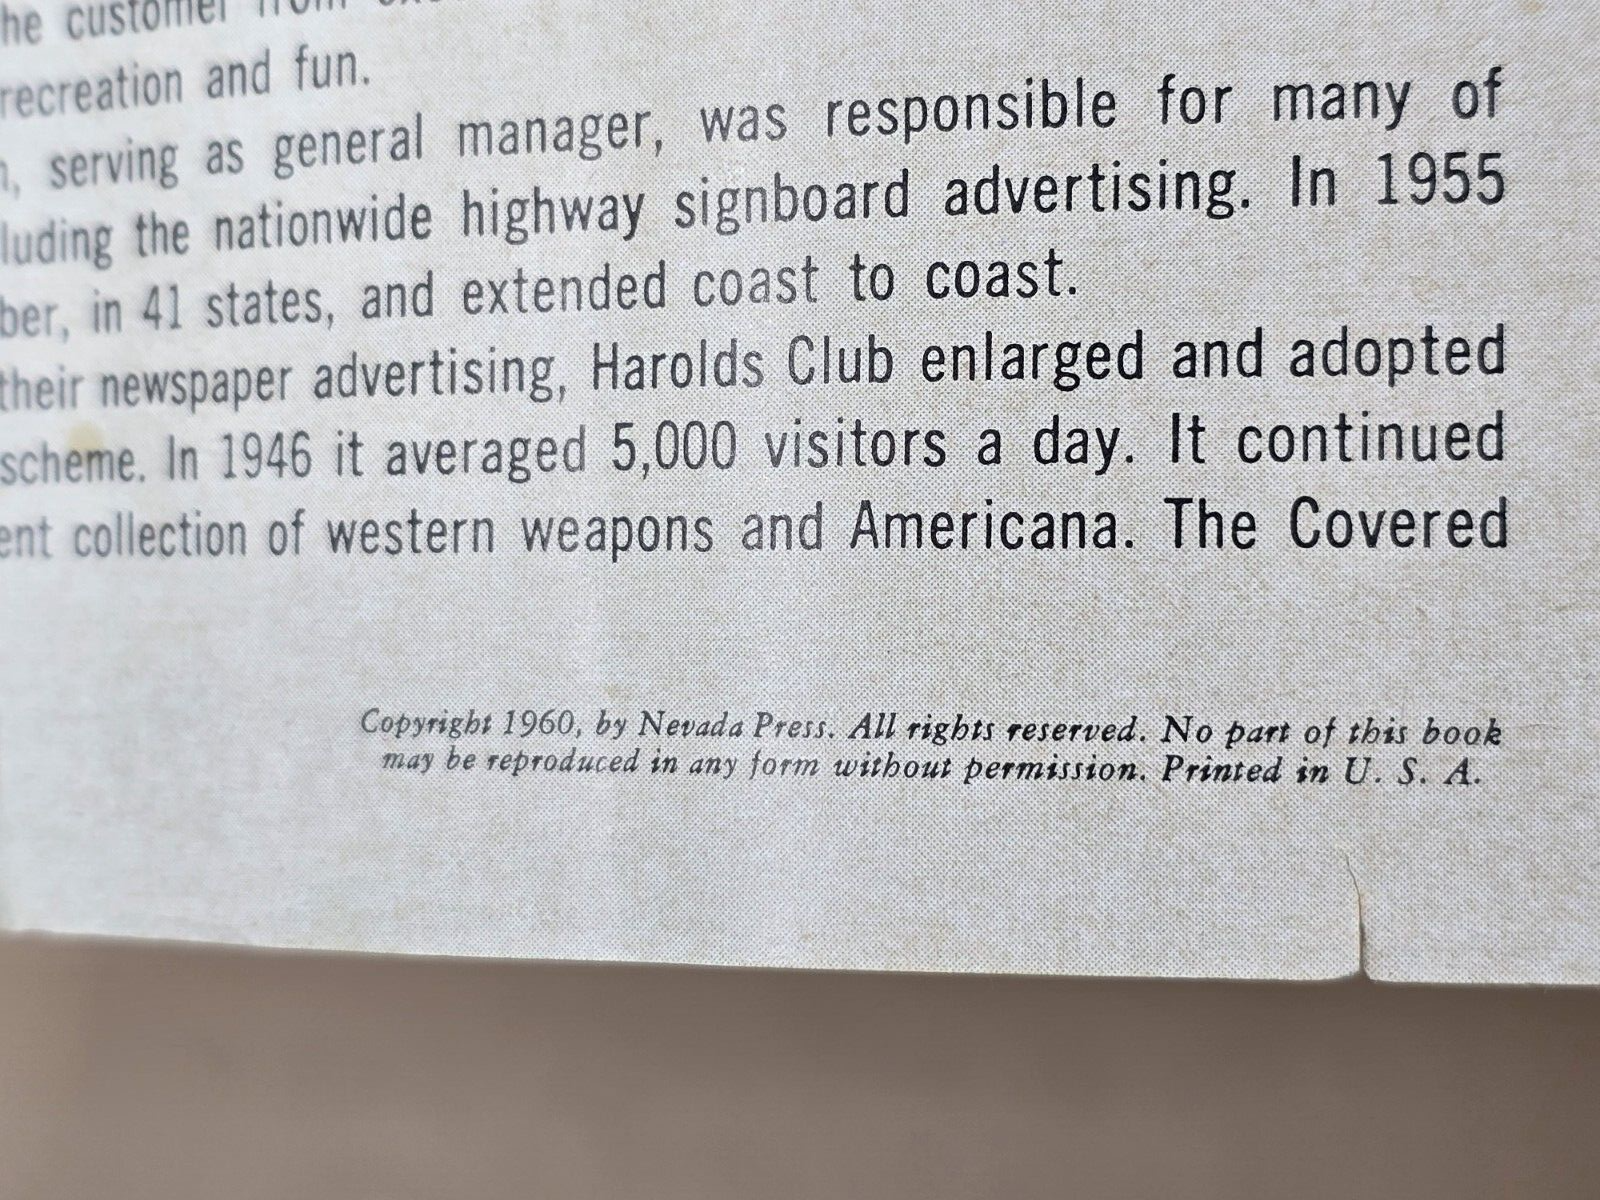 he customer from
recreation and fun.
, serving as general manager, was responsible for many of
luding the nationwide highway signboard advertising. In 1955
ber, in 41 states, and extended coast to coast.
their newspaper advertising, Harolds Club enlarged and adopted
scheme. In 1946 it averaged 5,000 visitors a day. It continued
ent collection of western weapons and Americana. The Covered
Copyright 1960, by Nevada Press. All rights reserved. No part of this book
may be reproduced in any form without permission. Printed in U. S. A.